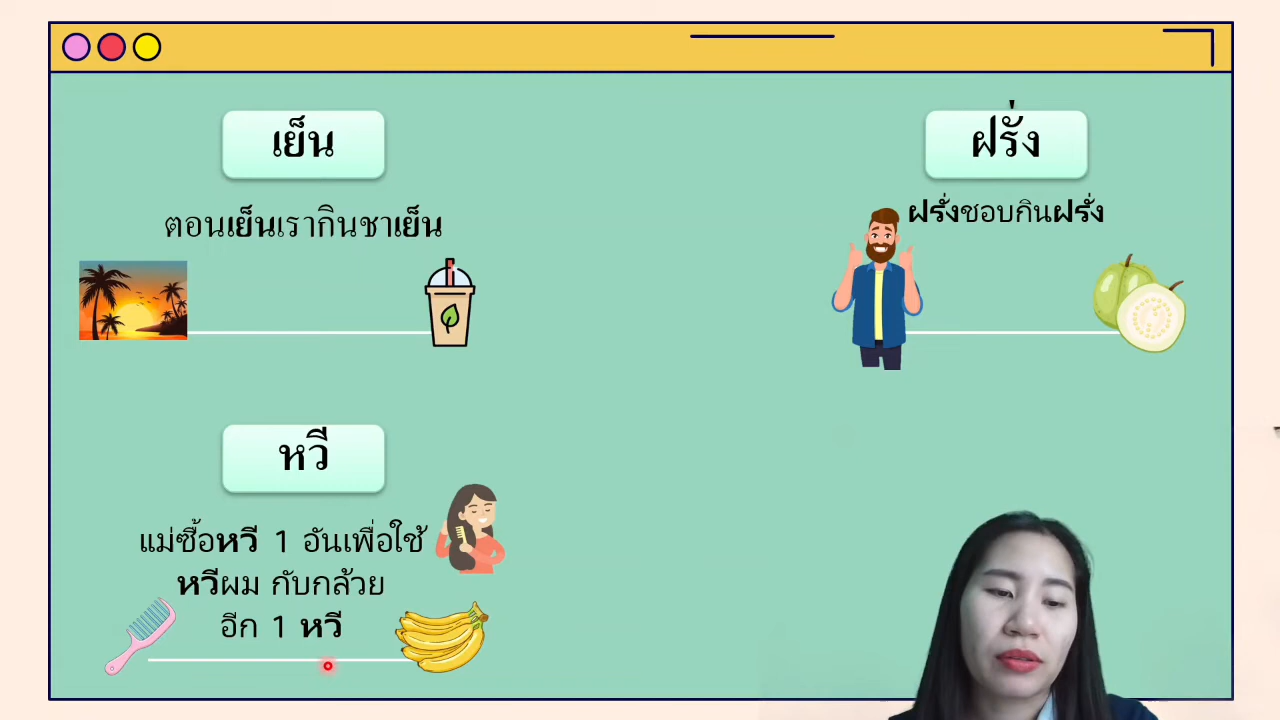 เย็น
ตอนเย็นเรากินชาเย็น
ฝรั่ง
ฝรั่งชอบกินฝรั่ง
หวี
แม่ซื้อหวี 1 อันเพื่อใช้
หวีผม กับกล้วย
อีก 1 หวี